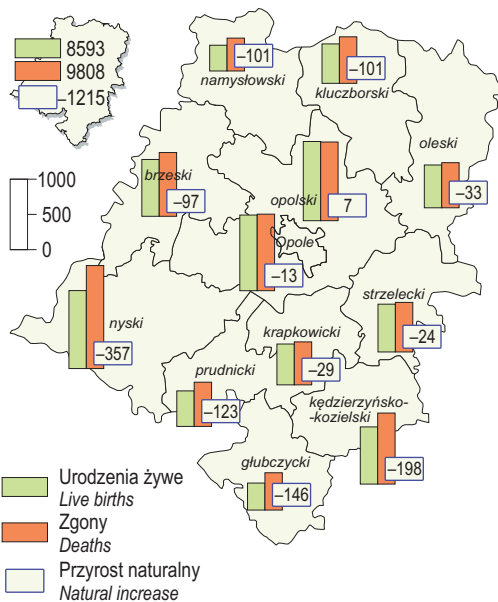 8593
9808
–1215
–101
namysłowski
–101
kluczborski
oleski
–33
1000
500
0
brzeski
–97
opolski
7
Opole
–13
strzelecki
–24
nyski
–357
krapkowicki
–29
prudnicki
–123
kędzierzyńsko-
-kozielski
–198
głubczycki
–146
Urodzenia żywe
Live births
Zgony
Deaths
Przyrost naturalny
Natural increase